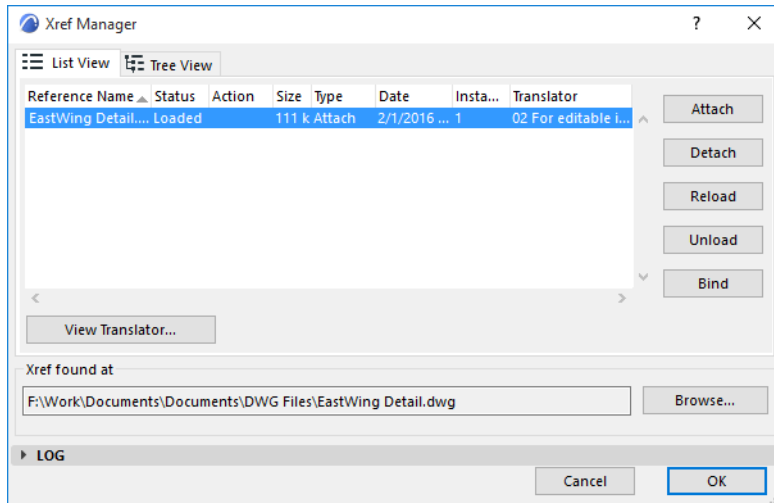 Xref Manager
?
List View Tree View
Reference Name Status Action Size Type Date Insta... Translator
EastWing Detail.... Loaded 111 k Attach 2/1/2016 ... 1 02 For editable i...
Attach
Detach
Reload
Unload
Bind
View Translator...
Xref found at
F:\Work\Documents\Documents\DWG Files\EastWing Detail.dwg Browse...
LOG
Cancel OK